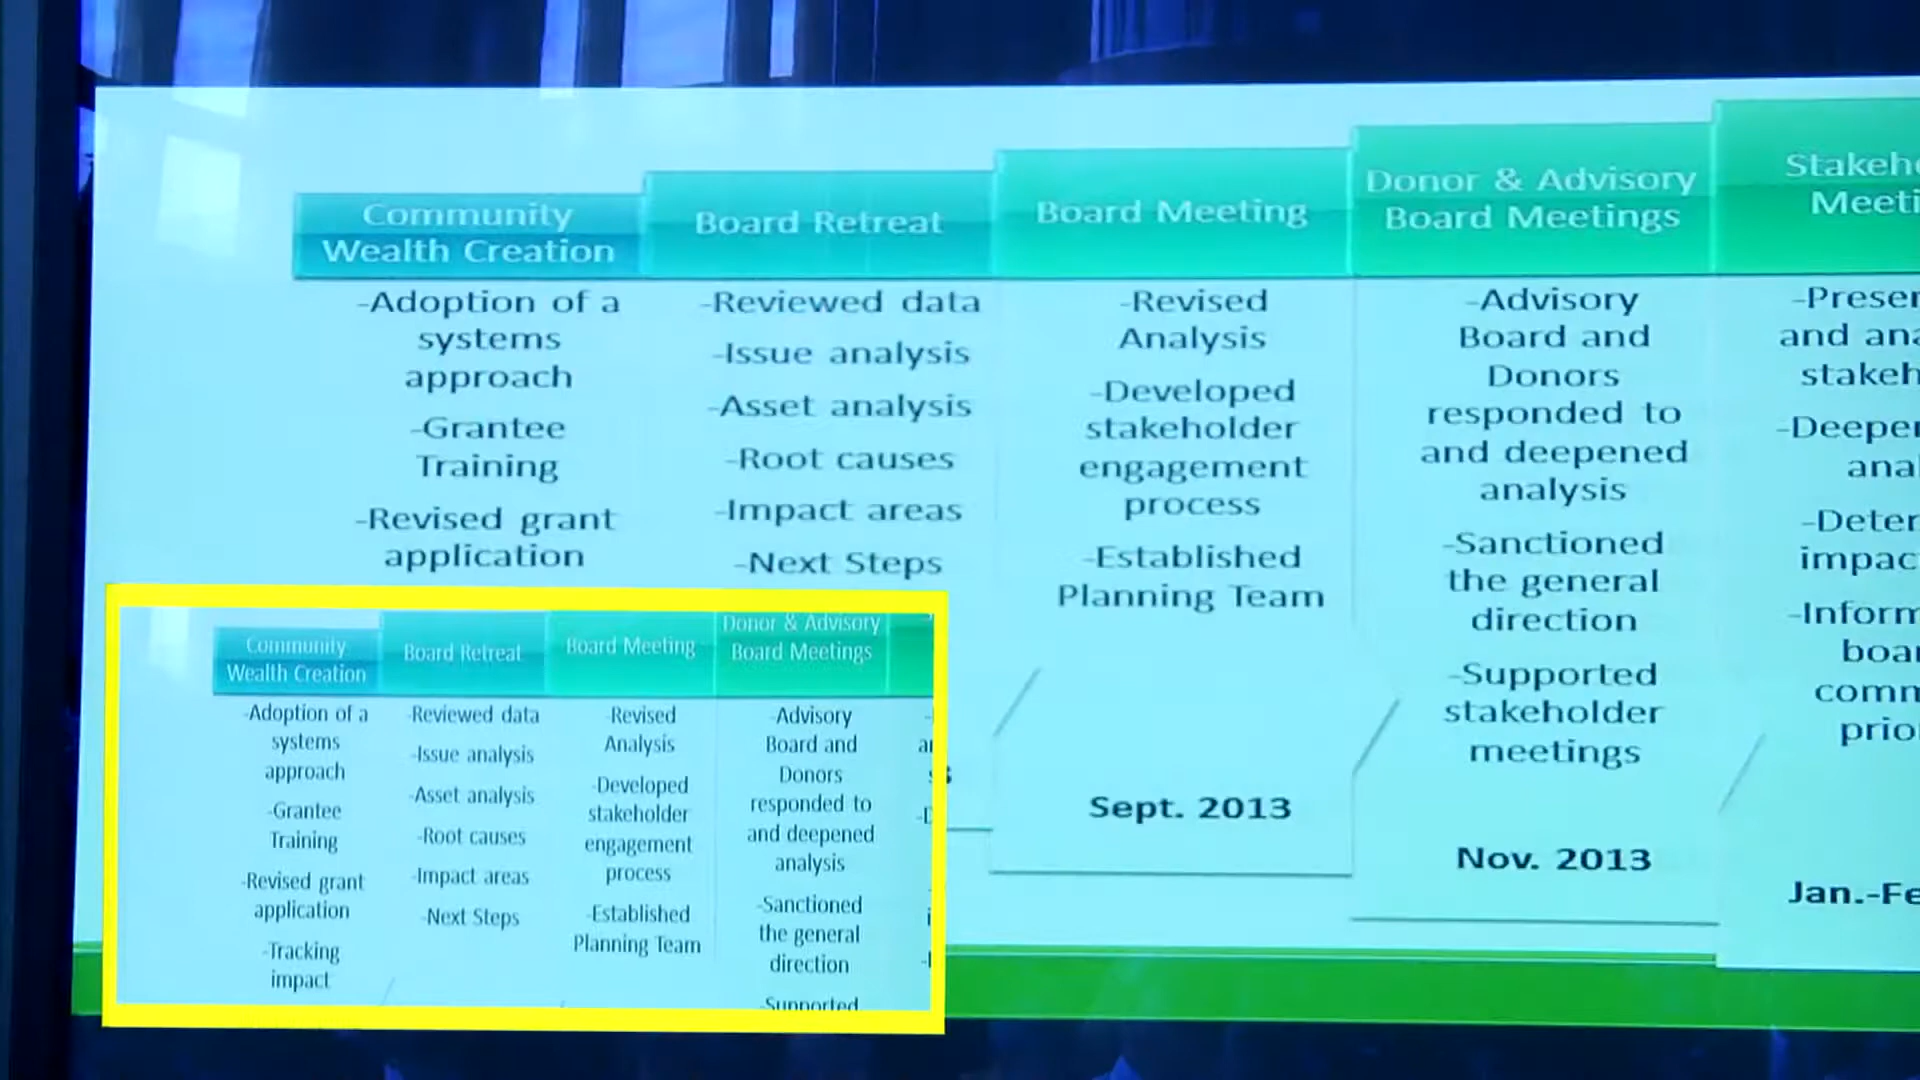 Community
Wealth Creation
-Adoption of a
systems
approach
-Grantee
Training
-Revised grant
application
Board Retreat
-Reviewed data
-Issue analysis
-Asset analysis
-Root causes
-Impact areas
-Next Steps
Board Meeting
-Revised
Analysis
-Developed
stakeholder
engagement
process
-Established
Planning Team
Sept. 2013
Donor & Advisory
Board Meetings
-Advisory
Board and
Donors
responded to
and deepened
analysis
-Sanctioned
the general
direction
-Supported
stakeholder
meetings
Nov. 2013
and
Community
Wealth Creation
-Adoption of a
systems
approach
-Grantee
Training
-Revised grant
application
-Tracking
impact
Board Retreat
-Reviewed data
-Issue analysis
-Asset analysis
-Root causes
-Impact areas
-Next Steps
Board Meeting
-Revised
Analysis
-Developed
stakeholder
engagement
process
-Established
Planning Team
Donor & Advisory
Board Meetings
-Advisory
Board and
Donors
responded to
and deepened
analysis
-Sanctioned
the general
direction
-Supported